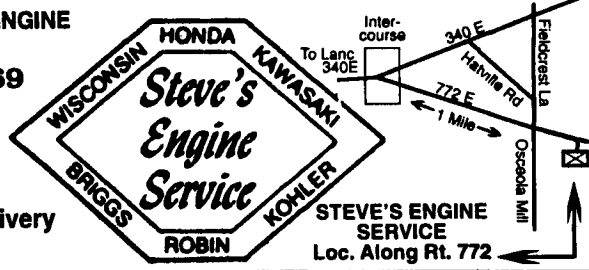 ENGINE
69
ivery
HONDA
WISCONSIN
KAWASAKI
Steve's
Engine
Service
BRIGGS
KOHLER
ROBIN
Inter-
course
To Lanc
340E
340 E
Hatville Rd
Fieldcrest La
772 E
1 Mile
Osceola Mill
STEVE'S ENGINE
SERVICE
Loc. Along Rt. 772